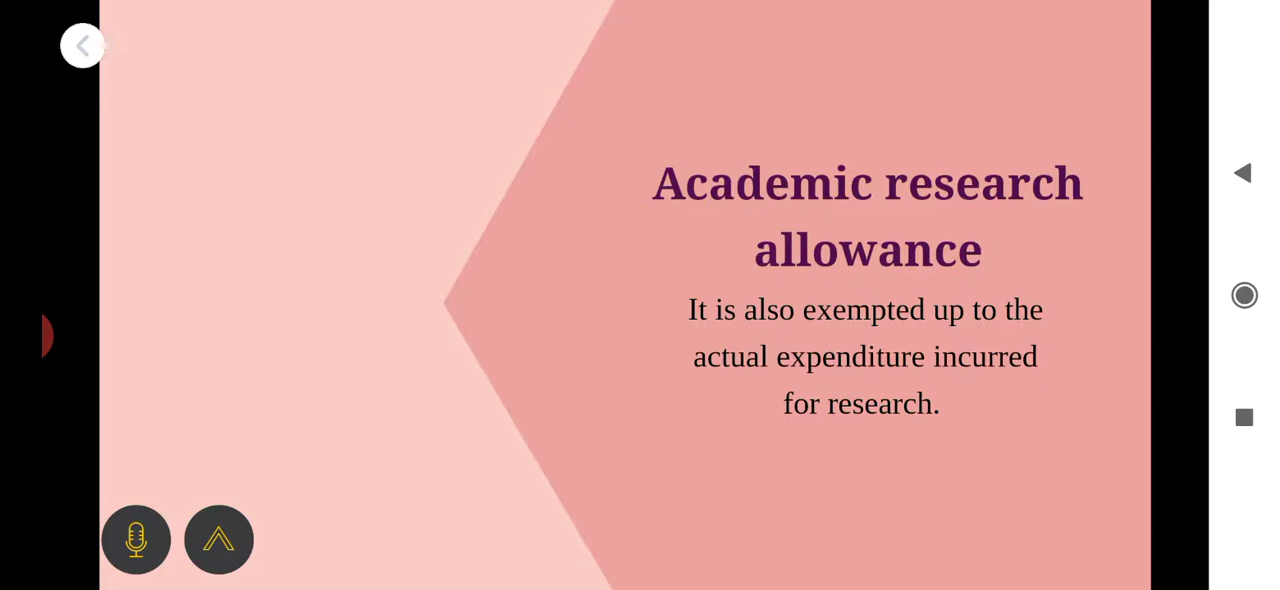 Academic research
allowance
It is also exempted up to the
actual expenditure incurred
for research.